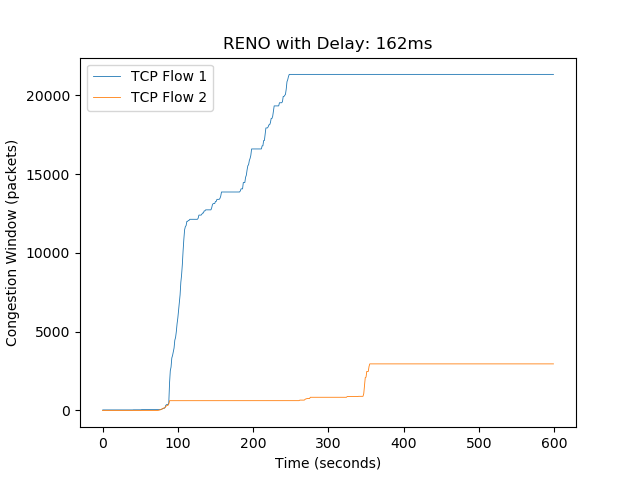 RENO with Delay: 162ms
TCP Flow 1
TCP Flow 2
Congestion Window (packets)
20000
15000
10000
5000
0
0 100 200 300 400 500 600
Time (seconds)